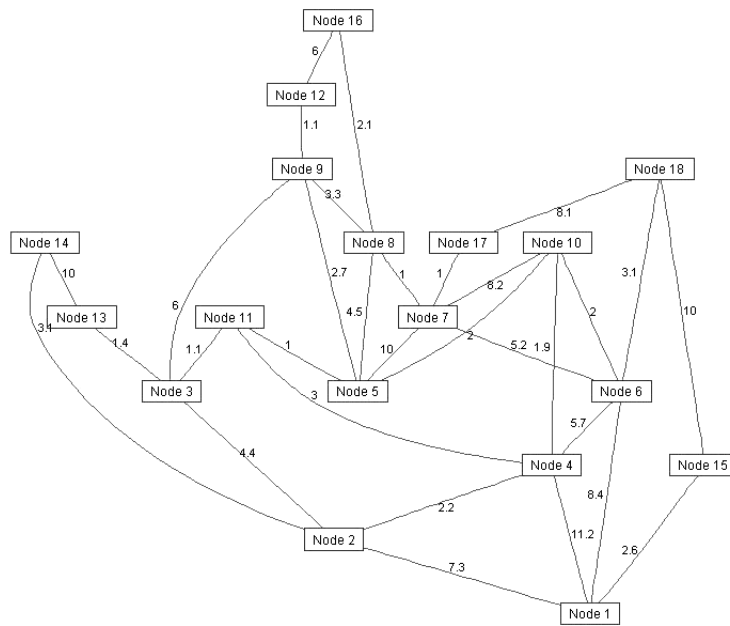 Node 16
6
Node 12
1.1
2.1
Node 9
Node 18
3.3
8.1
Node 14
Node 8
Node 17
Node 10
10
2.7
1
1
8.2
3.1
Node 13
Node 11
Node 7
6
4.5
2
10
3.1
1.4
1.1
1
10
5.2
1.9
2
Node 3
Node 5
Node 6
3
5.7
4.4
Node 4
Node 15
8.4
2.2
11.2
Node 2
2.6
7.3
Node 1